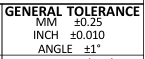 GENERAL TOLERANCE
MM ±0.25
INCH ±0.010
ANGLE ±1°